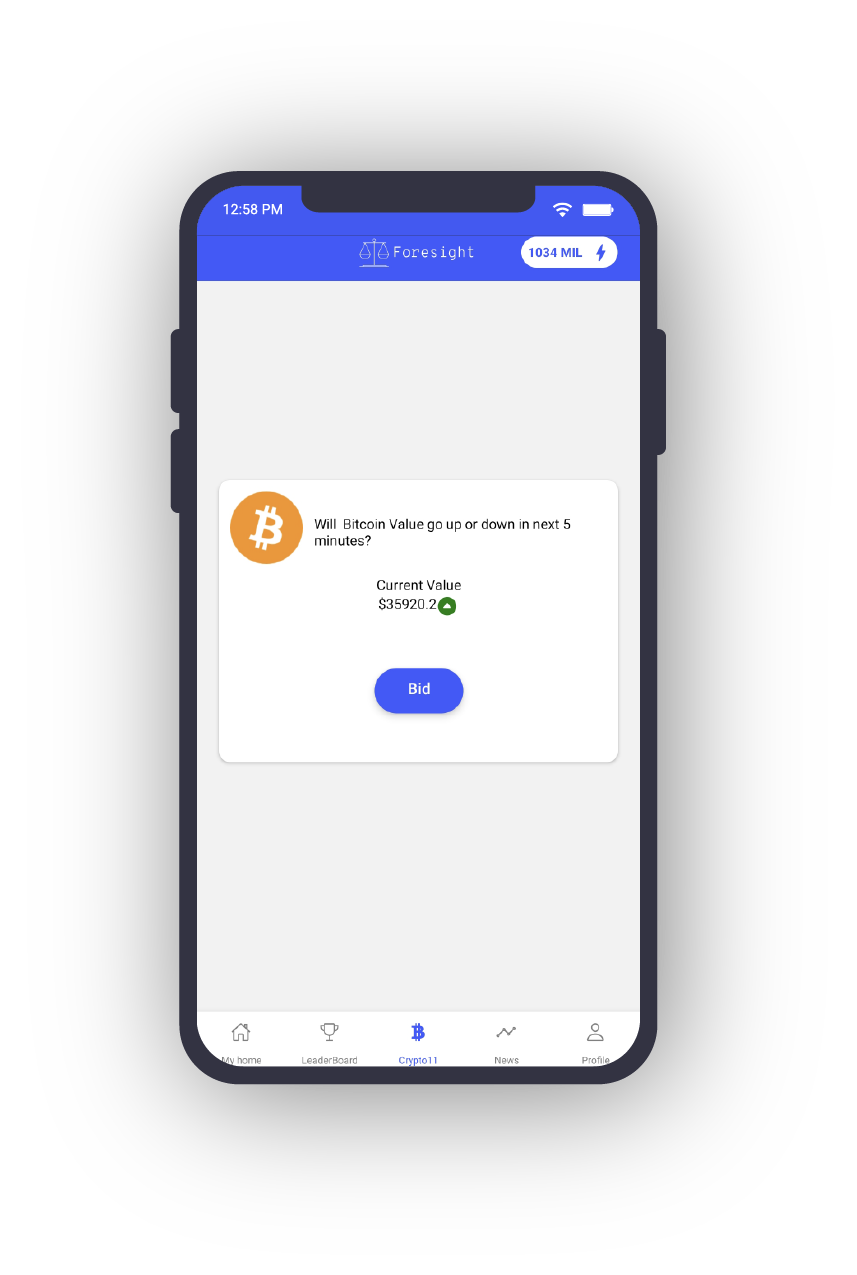 12:58 PM
Foresight
1034 MIL
Will Bitcoin Value go up or down in next 5
minutes?
Current Value
$35920.2
Bid
My home
LeaderBoard
Crypto11
News
Profile